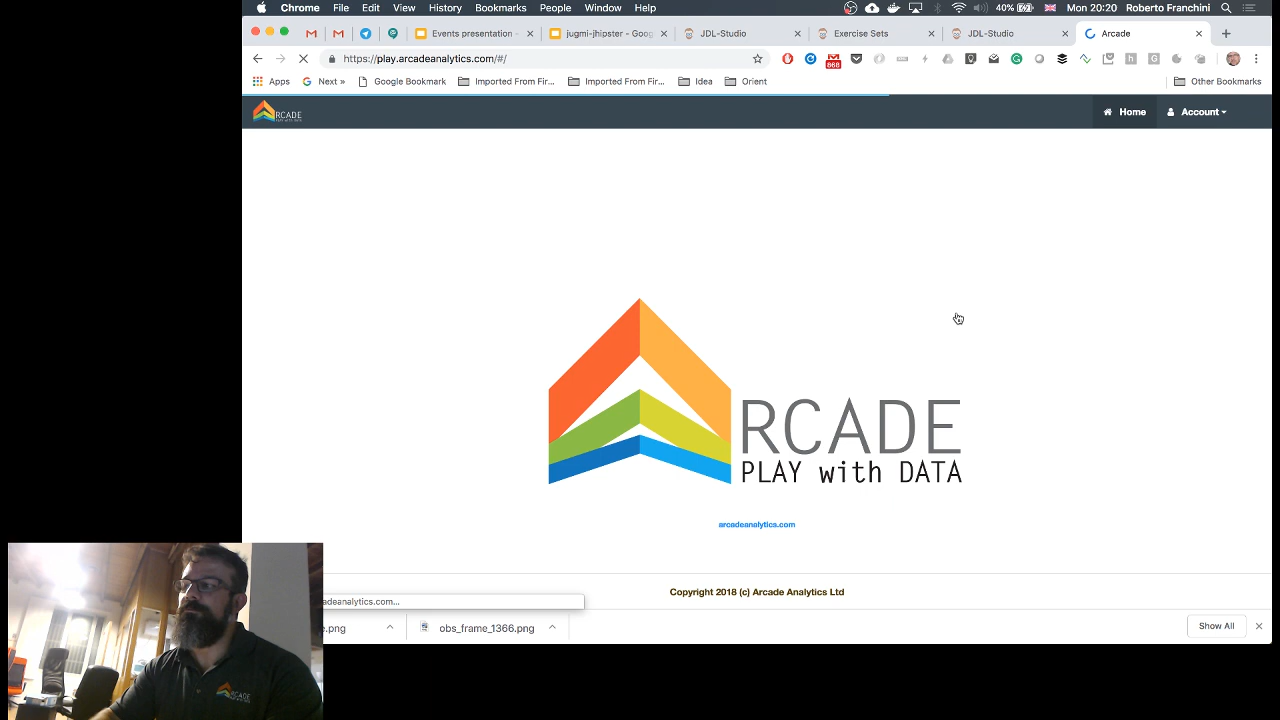 Chrome File Edit View History Bookmarks People Window Help 40% Mon 20:20 Roberto Franchini
Events presentation - jugmi-jhipster - Goog JDL-Studio Exercise Sets JDL-Studio Arcade
https://play.arcadeanalytics.com/#/ 868
Apps Next » Google Bookmark Imported From Fir... Imported From Fir... Idea Orient Other Bookmarks
RCADE Home Account
RCADE
PLAY with DATA
arcadeanalytics.com
Copyright 2018 (c) Arcade Analytics Ltd
adeanalytics.com...
e.png obs_frame_1366.png Show All
RCADE